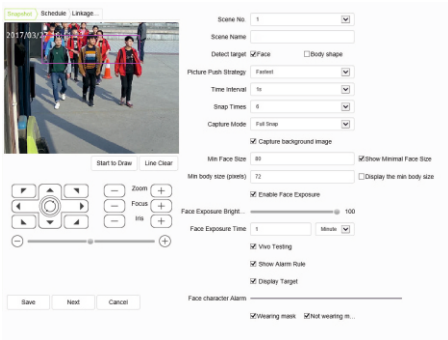 Snapshot Schedule Linkage...
2017/03/27
Start to Draw Line Clear
Zoom
Focus
Iris
Save Next Cancel
Scene No. 1
Scene Name
Detect target Face Body shape
Picture Push Strategy Fastest
Time Interval 1s
Snap Times 6
Capture Mode Full Snap
Capture background image
Min Face Size 80 Show Minimal Face Size
Min body size (pixels) 72 Display the min body size
Enable Face Exposure
Face Exposure Bright... 100
Face Exposure Time 1 Minute
Vivo Testing
Show Alarm Rule
Display Target
Face character Alarm
Wearing mask Not wearing m...